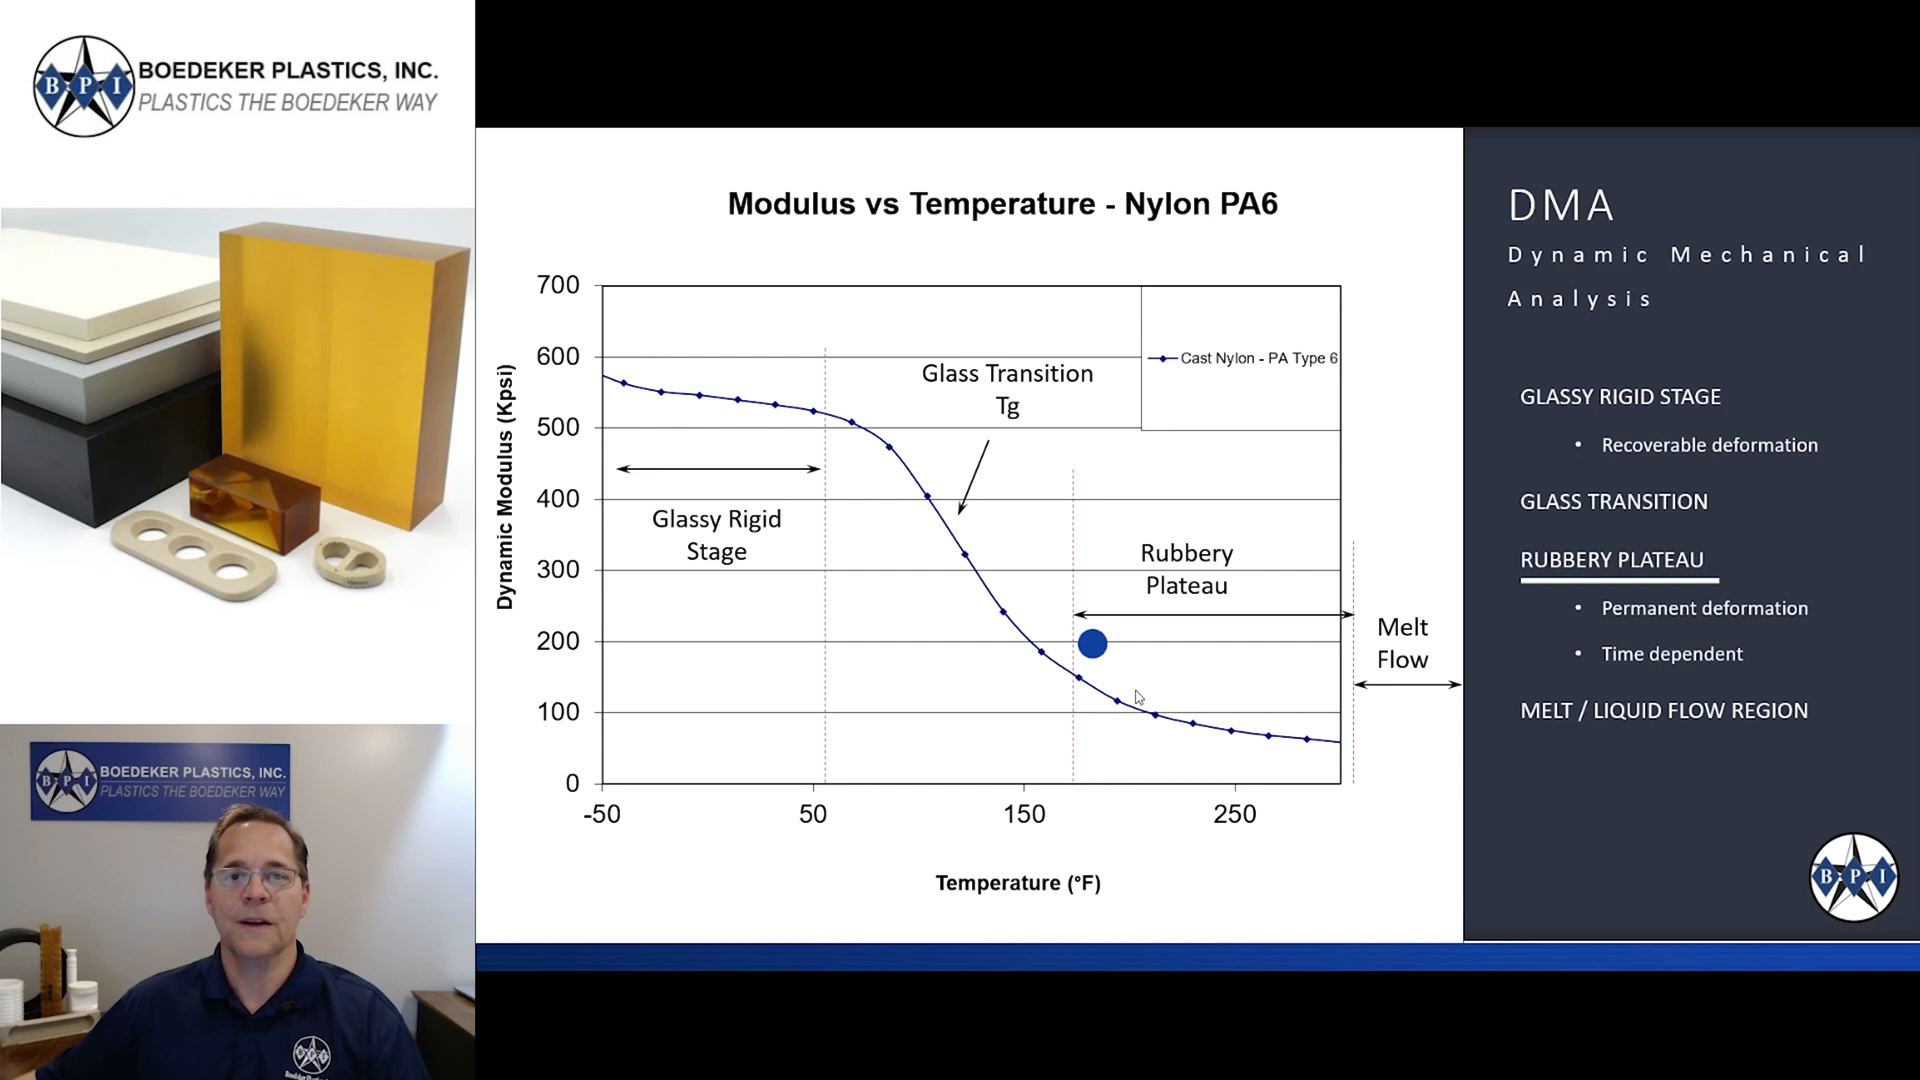 B P I
BOEDEKER PLASTICS, INC.
PLASTICS THE BOEDEKER WAY
B P I
BOEDEKER PLASTICS, INC.
PLASTICS THE BOEDEKER WAY
B P I
Modulus vs Temperature - Nylon PA6
Dynamic Modulus (Kpsi)
700
600
500
400
300
200
100
0
-50
50
150
250
Temperature (°F)
Cast Nylon - PA Type 6
Glass Transition
Tg
Glassy Rigid
Stage
Rubbery
Plateau
Melt
Flow
DMA
Dynamic Mechanical
Analysis
GLASSY RIGID STAGE
• Recoverable deformation
GLASS TRANSITION
RUBBERY PLATEAU
• Permanent deformation
• Time dependent
MELT / LIQUID FLOW REGION
B P I